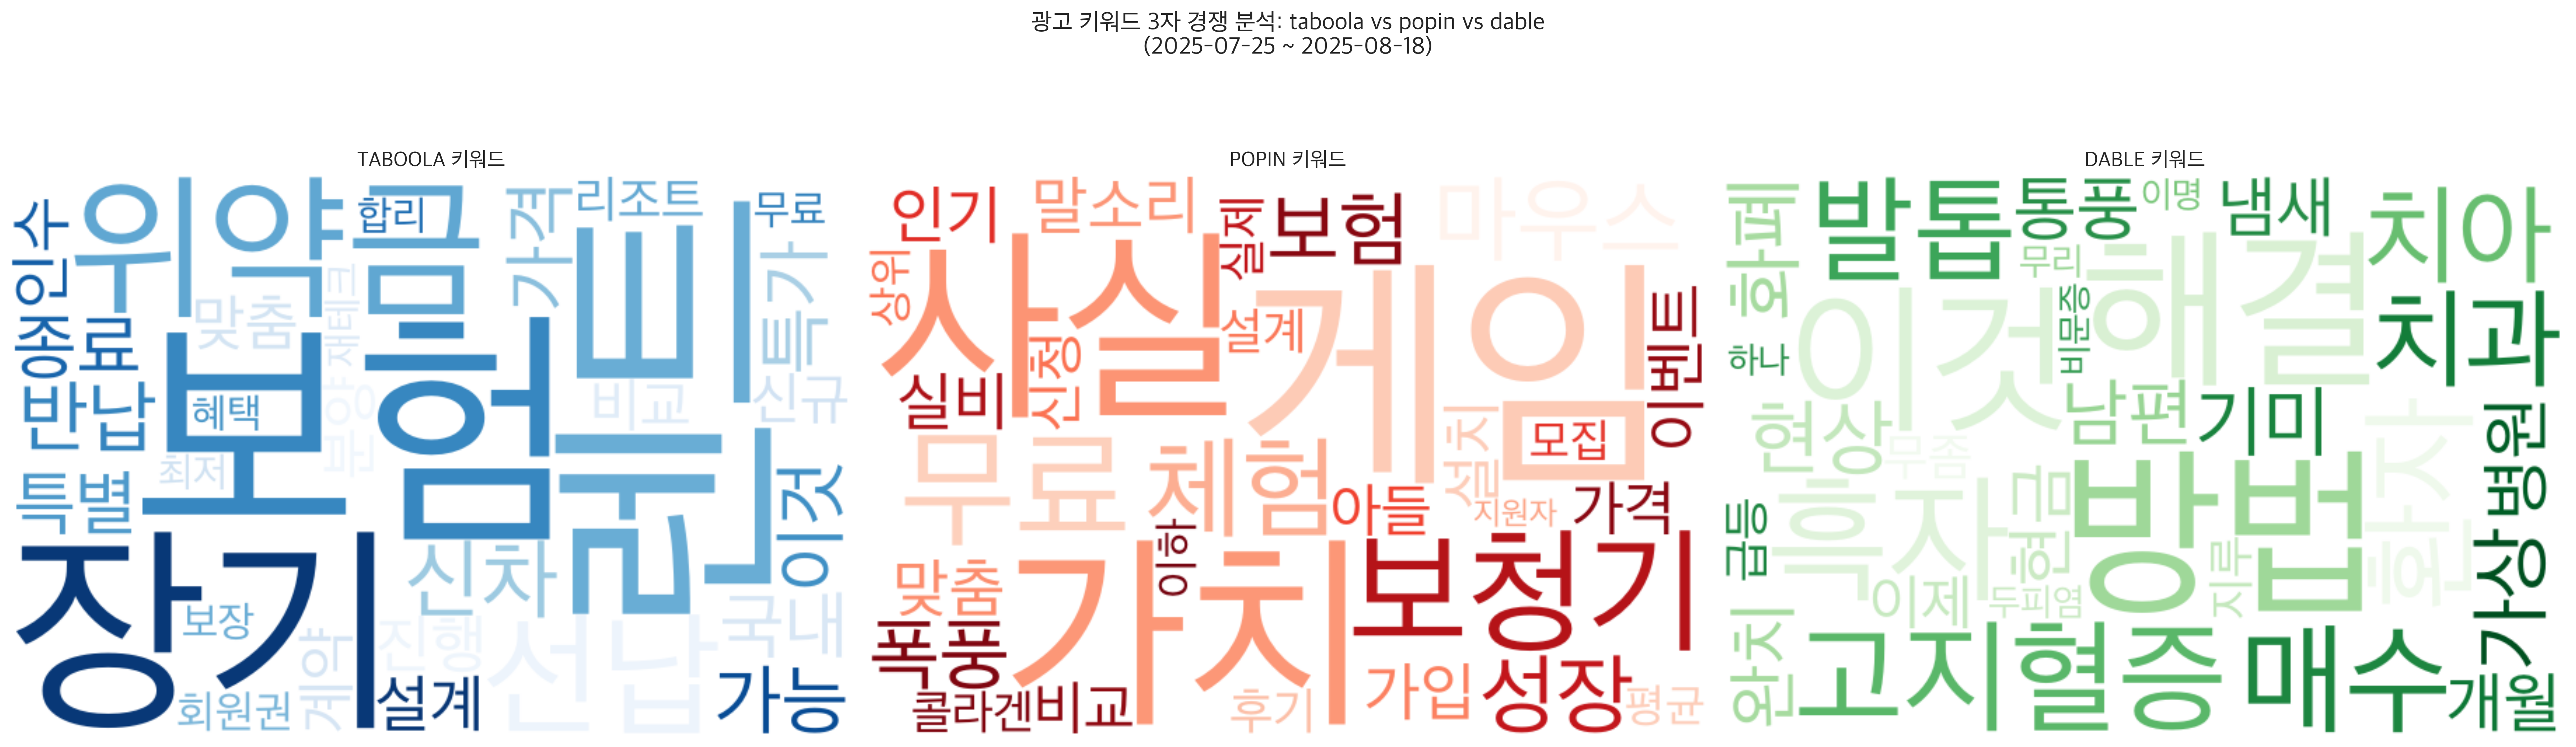 광고 키워드 3자 경쟁 분석: taboola vs popin vs dable
(2025-07-25 ~ 2025-08-18)
TABOOLA 키워드
인수
위약금
합리
가격
리조트
무료
특가
종료
맞춤
재테크
분양
반납
혜택
보험
렌트
비교
신규
특별
최저
이것
장기
보장
계약
신차
진행
선납
국내
회원권
설계
가능
POPIN 키워드
인기
말소리
실제
보험
마우스
상위
사실
설계
게임
이벤트
실비
신청
무료
체험
설치
모집
아들
지원자
가격
이하
맞춤
가치
보청기
폭풍
콜라겐
비교
후기
가입
성장
평균
DABLE 키워드
화폐
발톱
통풍
이명
냄새
치아
무리
해결
하나
이것
비문증
치과
현상
무좀
남편
기미
환자
병원
급등
약자
현금
방법
이제
두피염
지루
가상
완치
고지혈증
매수
개월